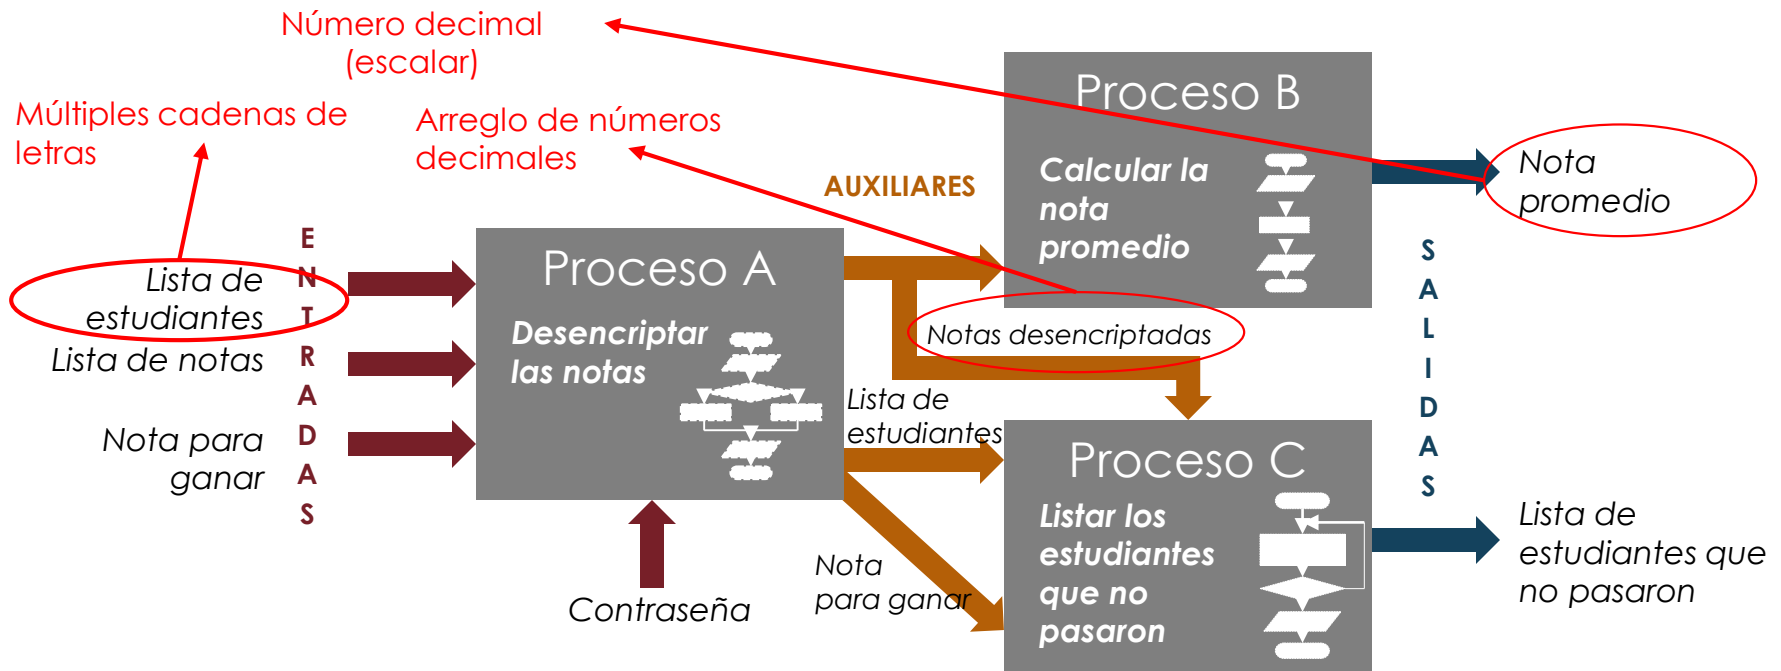 Número decimal
(escalar)
Múltiples cadenas de
letras
Arreglo de números
decimales
AUXILIARES
ENTRADAS
Lista de
estudiantes
Lista de notas
Nota para
ganar
Proceso A
Desencriptar
las notas
Contraseña
Proceso B
Calcular la
nota
promedio
Notas desencriptadas
Lista de
estudiantes
Nota
para ganar
Proceso C
Listar los
estudiantes
que no
pasaron
SALIDAS
Nota
promedio
Lista de
estudiantes que
no pasaron